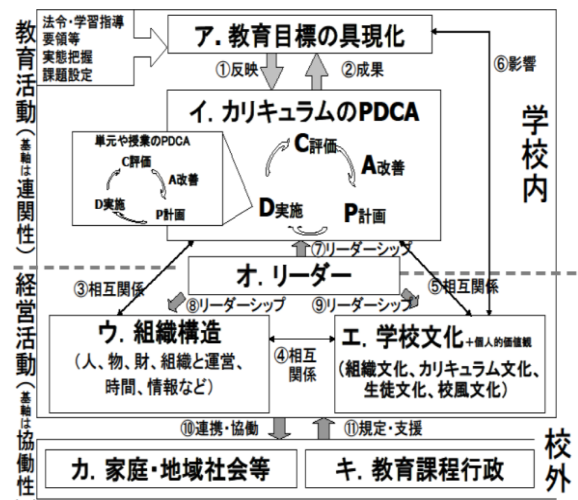 法令・学習指導
要領等
実態把握
課題設定
ア. 教育目標の具現化
①反映
②成果
⑥影響
教育活動(基軸は連関性)
学校内
イ. カリキュラムのPDCA
C評価
A改善
P計画
D実施
単元や授業のPDCA
C評価
A改善
P計画
D実施
⑦リーダーシップ
オ. リーダー
③相互関係
⑧リーダーシップ
⑨リーダーシップ
⑤相互関係
経営活動(基軸は協働性)
ウ. 組織構造
(人、物、財、組織と運営、
時間、情報など)
④相互
関係
エ. 学校文化+個人的価値観
(組織文化、カリキュラム文化、
生徒文化、校風文化)
⑩連携・協働
⑪規定・支援
校外
カ. 家庭・地域社会等
キ. 教育課程行政